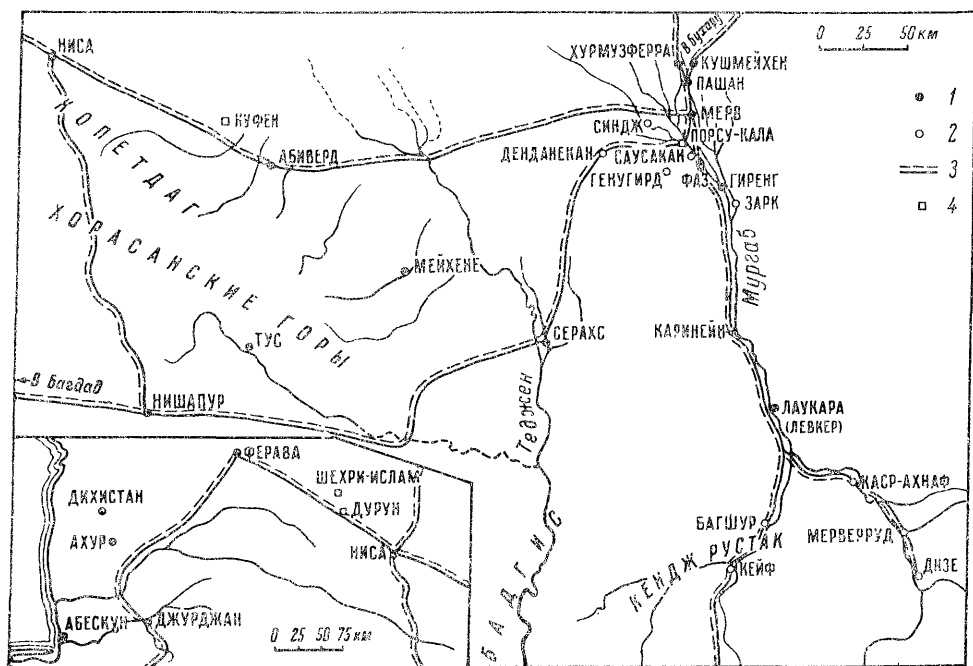 НИСА
КОПЕТДАГ
КУФЕН
АБИВЕРД
ХОРАСАНСКИЕ ГОРЫ
МЕЙХЕНЕ
ТУС
В Багдад
НИШАПУР
ХУРМУЗФЕРРА
В Бухару
КУШМЕЙХЕН
ПАШАН
МЕРВ
СИНДЖ
ПОРСУ-КАЛА
ДЕНДАНЕКАН
САУСАКАН
ГЕНУГИРД
ФАЗ
ГИРЕНГ
ЗАРК
Мургаб
СЕРАХС
Теджен
КАРИНЕЙН
ЛАУКАРА
(ЛЕВКЕР)
КАСР-АХНАФ
БАГШУР
МЕРВЕРРУД
КЕНДЖ РУСТАК
КЕЙФ
ДИЗЕ
БАДГИС
0 25 50 км
1
2
3
4
ФЕРАВА
ШЕХРИ-ИСЛАМ
ДИХИСТАН
ДУРУН
АХУР
НИСА
АБЕСКУН
ДЖУРДЖАН
0 25 50 75 км